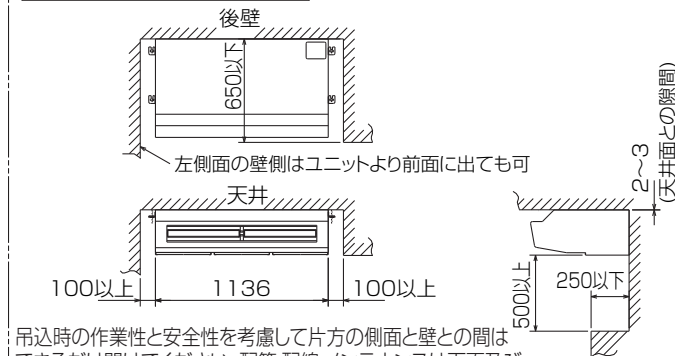 後壁
650以下
左側面の壁側はユニットより前面に出ても可
天井
2〜3
(天井面との隙間)
100以上
1136
100以上
500以上
250以下
吊込時の作業性と安全性を考慮して片方の側面と壁との間は